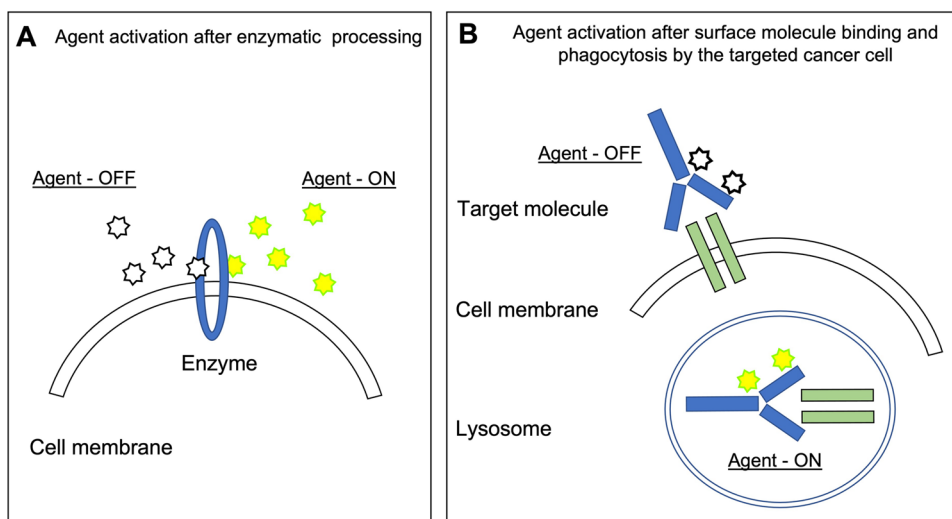 A Agent activation after enzymatic processing
Agent - OFF
Agent - ON
Enzyme
Cell membrane
B Agent activation after surface molecule binding and
phagocytosis by the targeted cancer cell
Agent - OFF
Target molecule
Cell membrane
Lysosome
Agent - ON